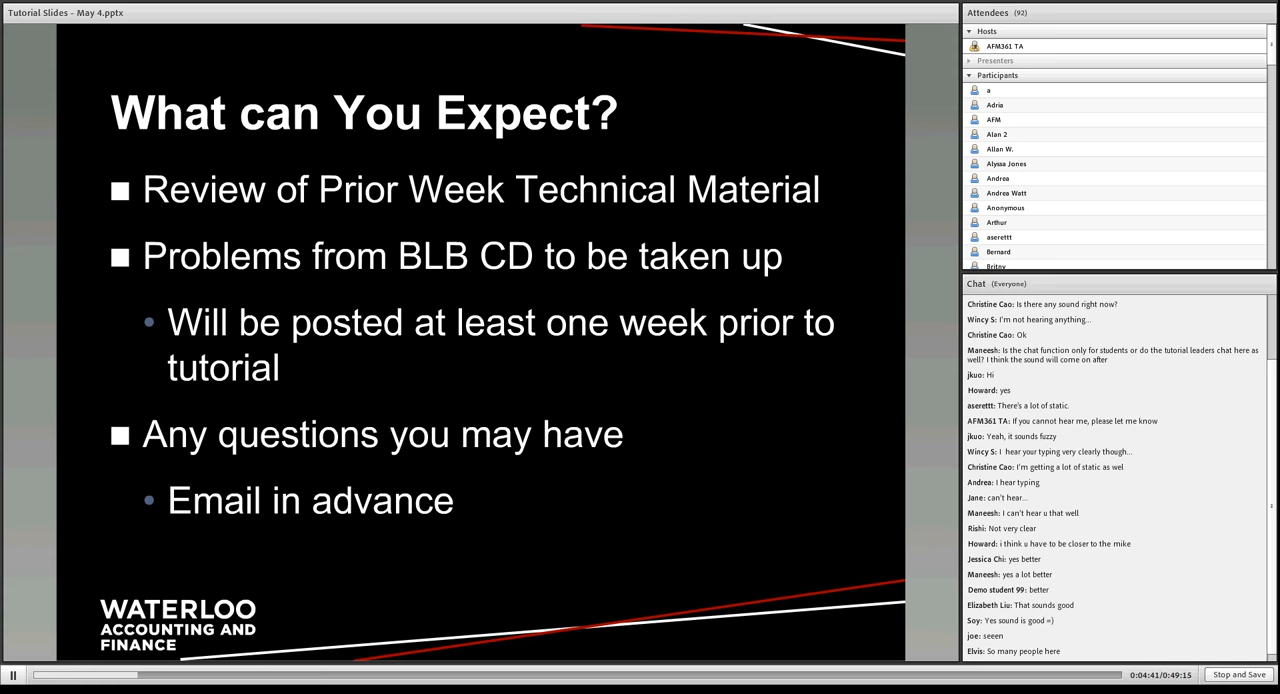 Tutorial Slides - May 4.pptx
What can You Expect?
Review of Prior Week Technical Material
Problems from BLB CD to be taken up
Will be posted at least one week prior to
tutorial
Any questions you may have
Email in advance
WATERLOO
ACCOUNTING AND
FINANCE
Attendees (92)
Hosts
AFM361 TA
Presenters
Participants
a
Adria
AFM
Alan 2
Allan W.
Alyssa Jones
Andrea
Andrea Watt
Anonymous
Arthur
aserettt
Bernard
Britny
Chat (Everyone)
Christine Cao: Is there any sound right now?
Wincy S: I'm not hearing anything...
Christine Cao: Ok
Maneesh: Is the chat function only for students or do the tutorial leaders chat here as
well? I think the sound will come on after
jkuo: Hi
Howard: yes
aserettt: There's a lot of static.
AFM361 TA: If you cannot hear me, please let me know
jkuo: Yeah, it sounds fuzzy
Wincy S: I  hear your typing very clearly though...
Christine Cao: I'm getting a lot of static as wel
Andrea: I hear typing
Jane: can't hear...
Maneesh: I can't hear u that well
Rishi: Not very clear
Howard: i think u have to be closer to the mike
Jessica Chi: yes better
Maneesh: yes a lot better
Demo student 99: better
Elizabeth Liu: That sounds good
Soy: Yes sound is good =)
joe: seeen
Elvis: So many people here
0:04:41/0:49:15
Stop and Save